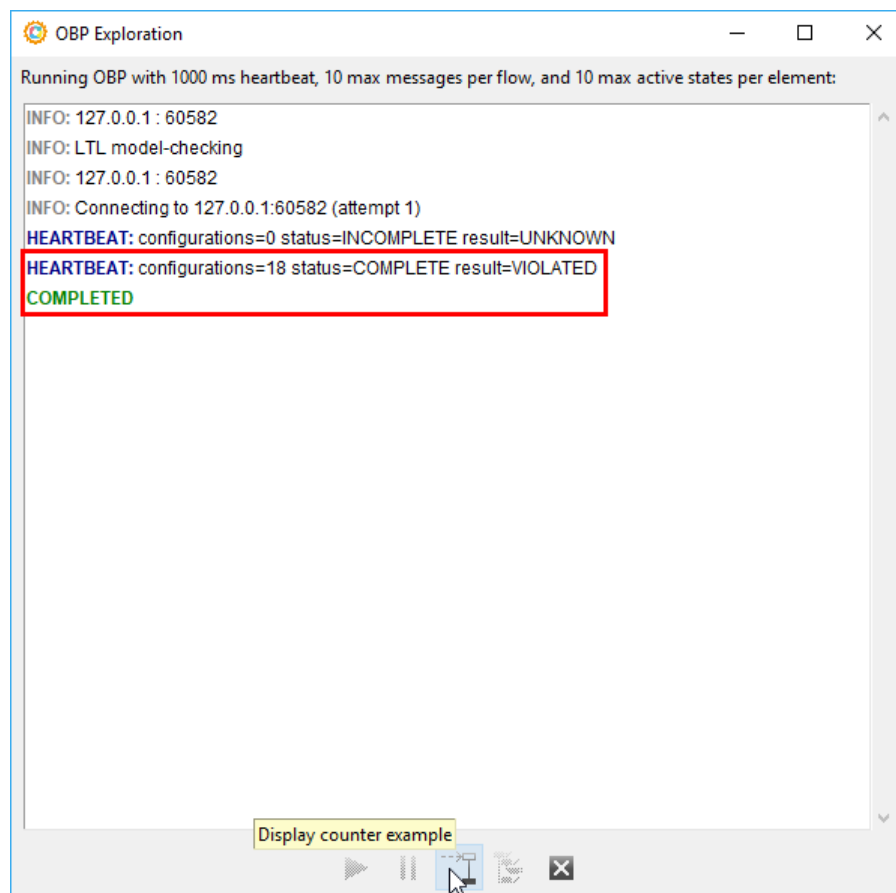 OBP Exploration
Running OBP with 1000 ms heartbeat, 10 max messages per flow, and 10 max active states per element:
INFO: 127.0.0.1 : 60582
INFO: LTL model-checking
INFO: 127.0.0.1 : 60582
INFO: Connecting to 127.0.0.1:60582 (attempt 1)
HEARTBEAT: configurations=0 status=INCOMPLETE result=UNKNOWN
HEARTBEAT: configurations=18 status=COMPLETE result=VIOLATED
COMPLETED
Display counter example